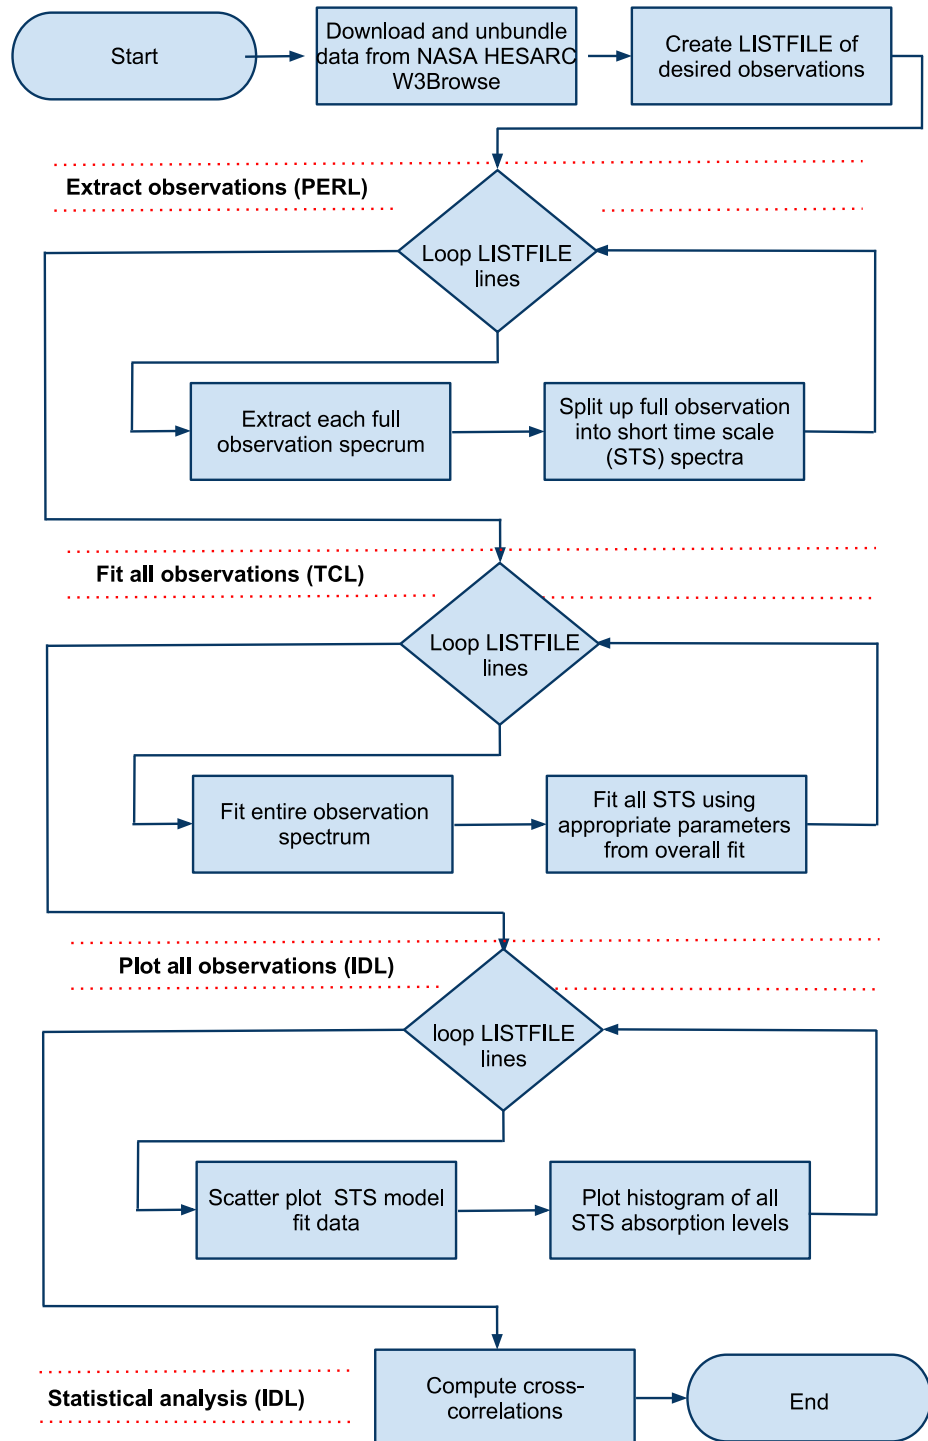 Start
Download and unbundle
data from NASA HESARC
W3Browse
Create LISTFILE of
desired observations
Extract observations (PERL)
Loop LISTFILE
lines
Extract each full
observation specrum
Split up full observation
into short time scale
(STS) spectra
Fit all observations (TCL)
Loop LISTFILE
lines
Fit entire observation
spectrum
Fit all STS using
appropriate parameters
from overall fit
Plot all observations (IDL)
loop LISTFILE
lines
Scatter plot  STS model
fit data
Plot histogram of all
STS absorption levels
Statistical analysis (IDL)
Compute cross-
correlations
End